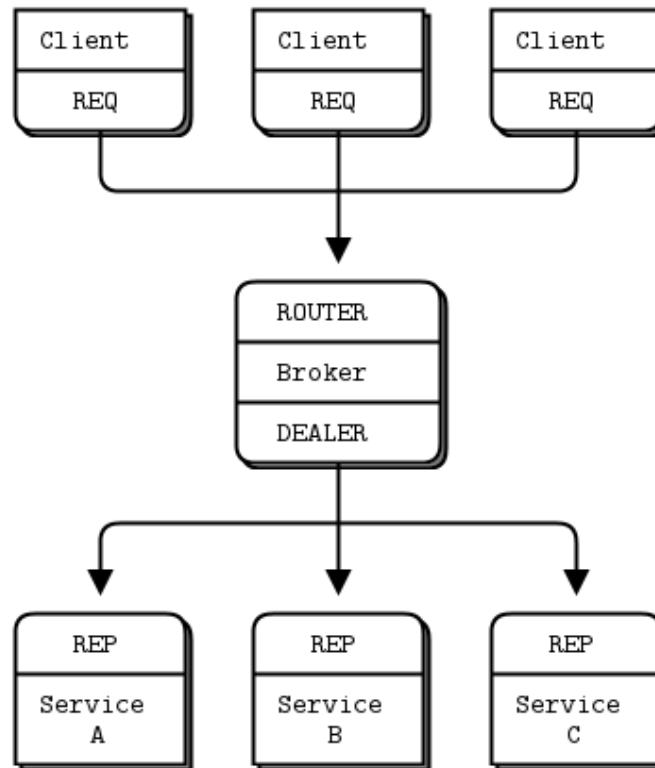 Client
Client
Client
REQ
REQ
REQ
ROUTER
Broker
DEALER
REP
REP
REP
Service
Service
Service
A
B
C